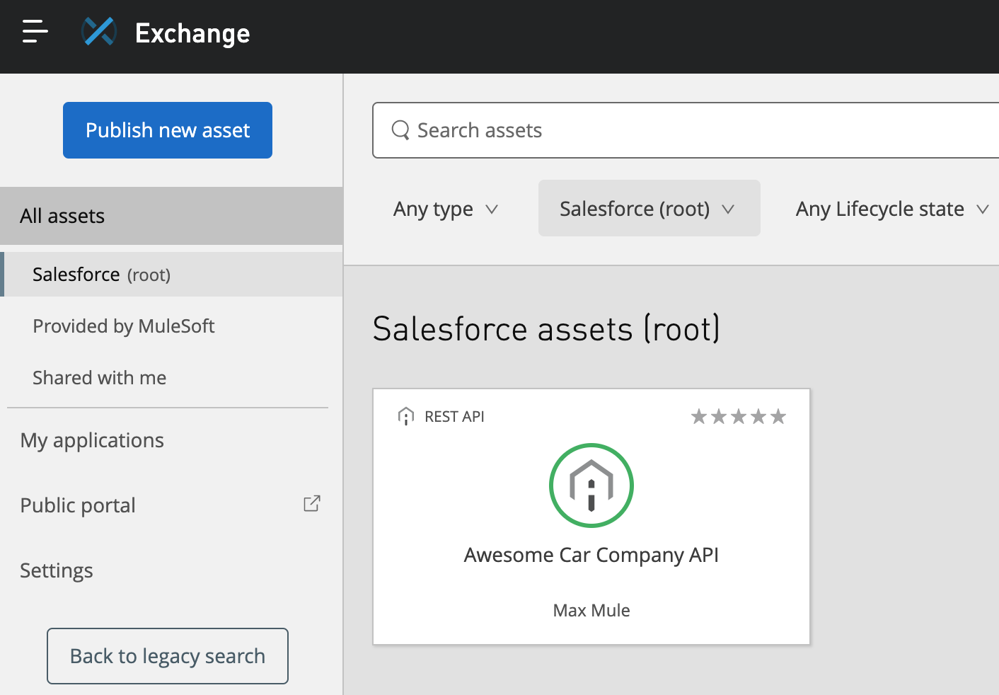 Exchange
Publish new asset
All assets
Salesforce (root)
Provided by MuleSoft
Shared with me
My applications
Public portal
Settings
Back to legacy search
Search assets
Any type
Salesforce (root)
Any Lifecycle state
Salesforce assets (root)
REST API
Awesome Car Company API
Max Mule